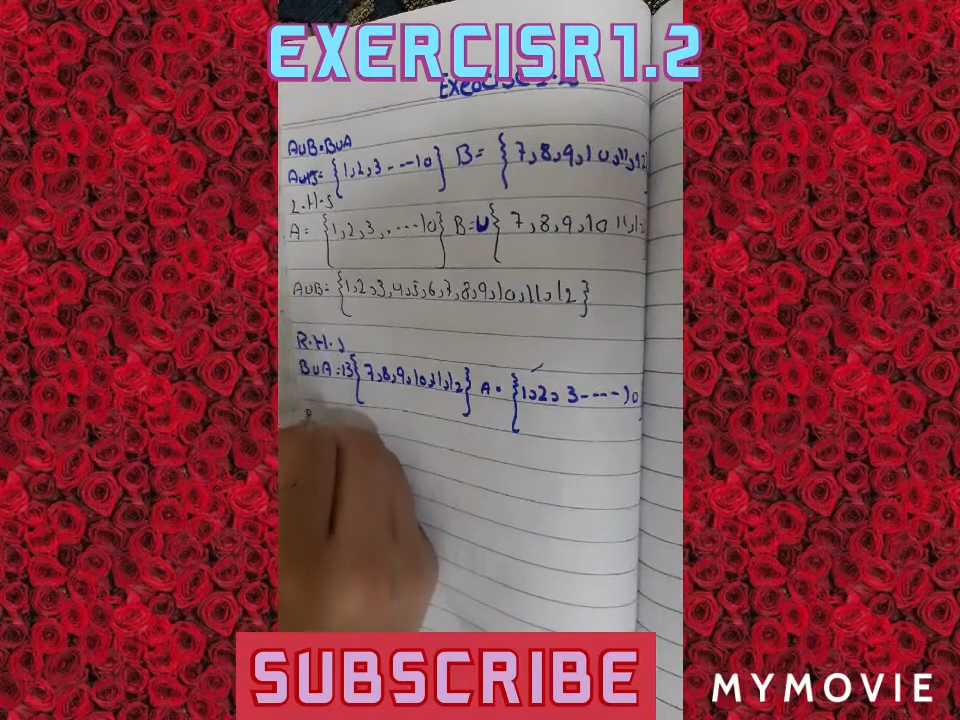 EXERCISR1.2
AUB=BUA
AUB= {1,2,3----10} B= {7,8,9,10,11,12
L.H.S
A= {1,2,3,....10} B=U{ 7,8,9,10 11,1
AUB= {1,2,3,4,5,6,7,8,9,10,11,12}
R.H.S
BUA=B{7,8,9,10,11,12} A= {1,2,3----10
SUBSCRIBE
MYMOVIE